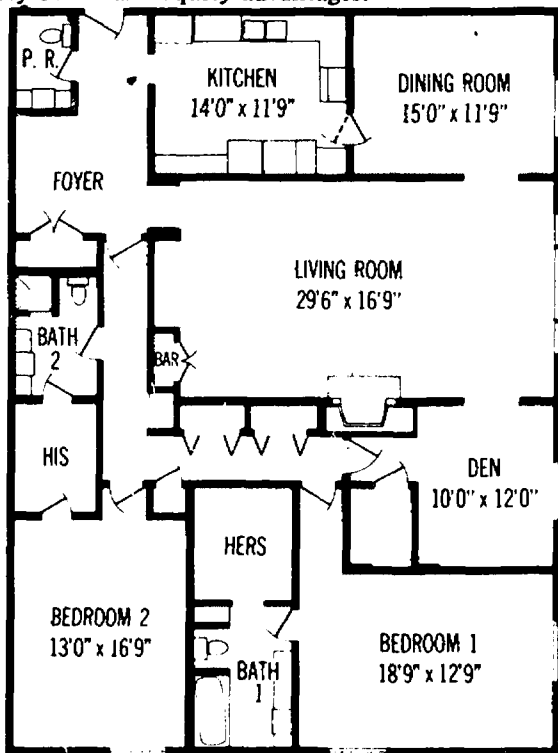 equity advantages.
P. R.
KITCHEN
14'0" x 11'9"
DINING ROOM
15'0" x 11'9"
FOYER
LIVING ROOM
29'6" x 16'9"
BATH
2
BAR
HIS
DEN
10'0" x 12'0"
HERS
BEDROOM 2
13'0" x 16'9"
BATH
1
BEDROOM 1
18'9" x 12'9"